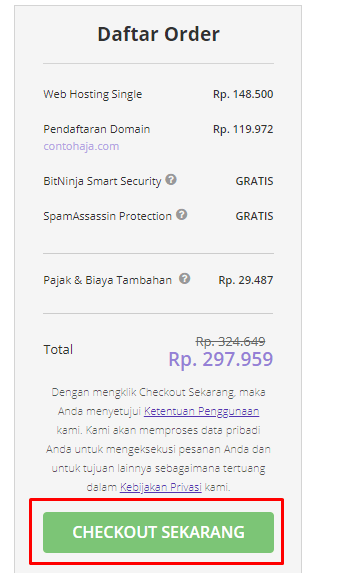 Daftar Order
Web Hosting Single Rp. 148.500
Pendaftaran Domain Rp. 119.972
contohaja.com
BitNinja Smart Security ? GRATIS
SpamAssassin Protection ? GRATIS
Pajak & Biaya Tambahan ? Rp. 29.487
Rp. 324.649
Total Rp. 297.959
Dengan mengklik Checkout Sekarang, maka
Anda menyetujui Ketentuan Penggunaan
kami. Kami akan memproses data pribadi
Anda untuk mengeksekusi pesanan Anda dan
untuk tujuan lainnya sebagaimana tertuang
dalam Kebijakan Privasi kami.
CHECKOUT SEKARANG